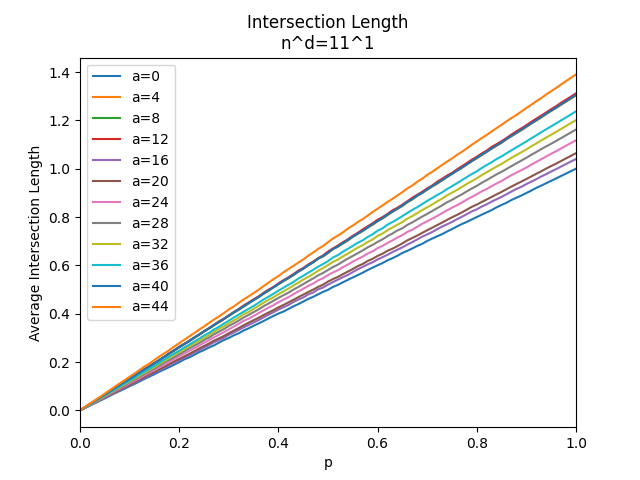 Intersection Length
n^d=11^1
Average Intersection Length
1.4
1.2
1.0
0.8
0.6
0.4
0.2
0.0
a=0
a=4
a=8
a=12
a=16
a=20
a=24
a=28
a=32
a=36
a=40
a=44
0.0 0.2 0.4 0.6 0.8 1.0
p